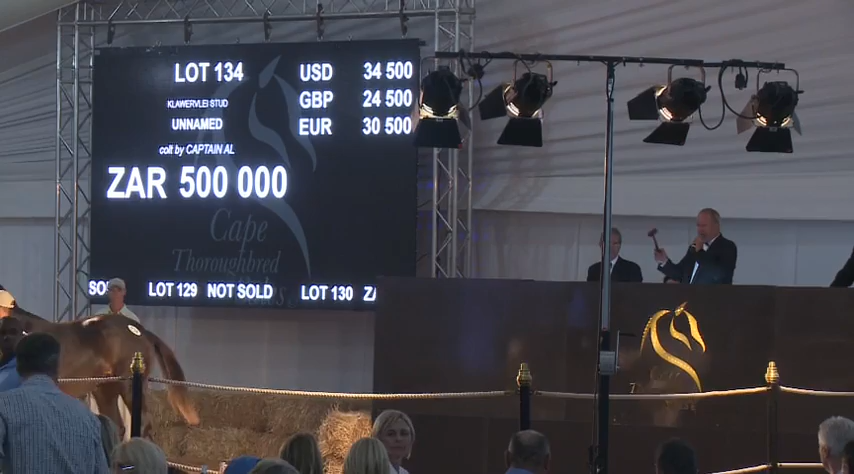 LOT 134
KLAWERVLEI STUD
UNNAMED
colt by CAPTAIN AL
USD 34 500
GBP 24 500
EUR 30 500
ZAR 500 000
Cape
Thoroughbred
LOT 129 NOT SOLD LOT 130